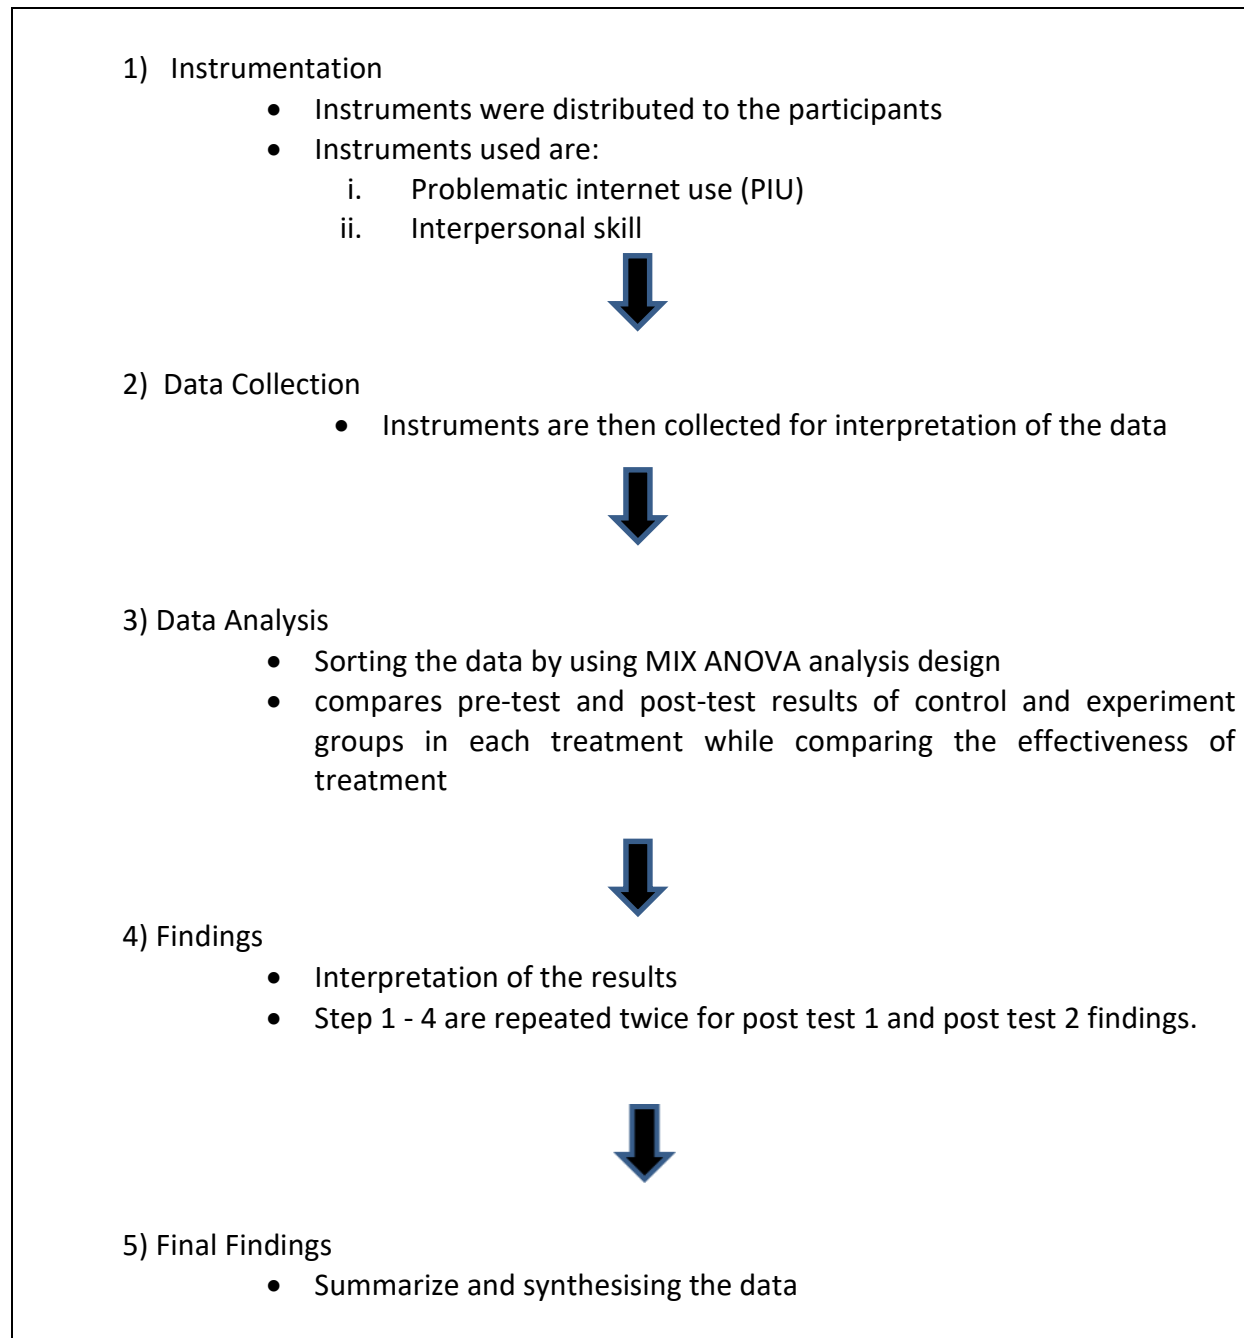 1) Instrumentation
• Instruments were distributed to the participants
• Instruments used are:
i. Problematic internet use (PIU)
ii. Interpersonal skill
2) Data Collection
• Instruments are then collected for interpretation of the data
3) Data Analysis
• Sorting the data by using MIX ANOVA analysis design
• compares pre-test and post-test results of control and experiment
groups in each treatment while comparing the effectiveness of
treatment
4) Findings
• Interpretation of the results
• Step 1 - 4 are repeated twice for post test 1 and post test 2 findings.
5) Final Findings
• Summarize and synthesising the data